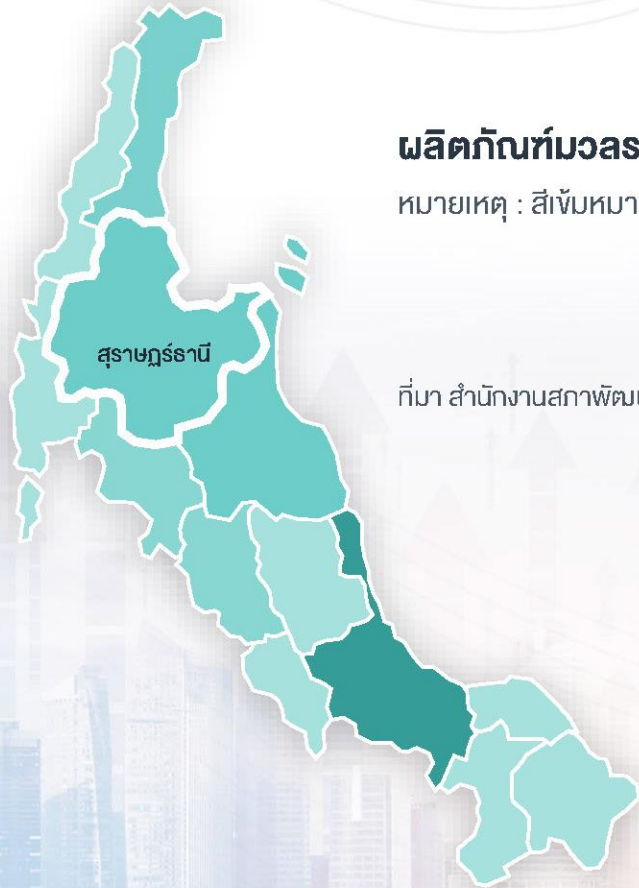 ผลิตภัณฑ์มวลร
หมายเหตุ : สีเข้มหมา
สุราษฎร์ธานี
ที่มา สำนักงานสภาพัฒ